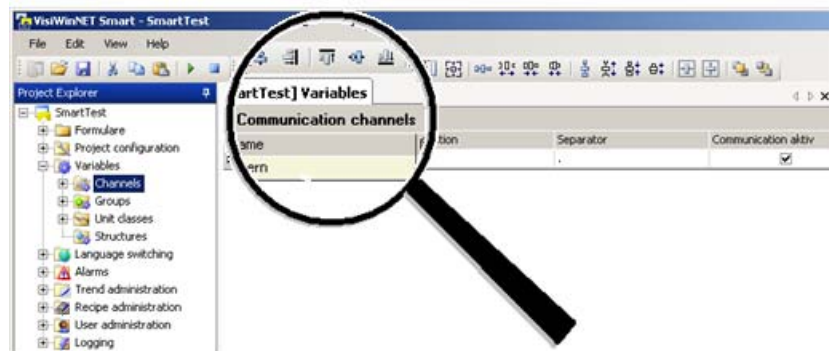 VisiWinNET Smart - SmartTest
File Edit View Help
Project Explorer
artTest] Variables
SmartTest
Communication channels
Formulare
ame tion Separator Communication aktiv
Project configuration
ern .
Variables
Channels
Groups
Unit classes
Structures
Language switching
Alarms
Trend administration
Recipe administration
User administration
Logging